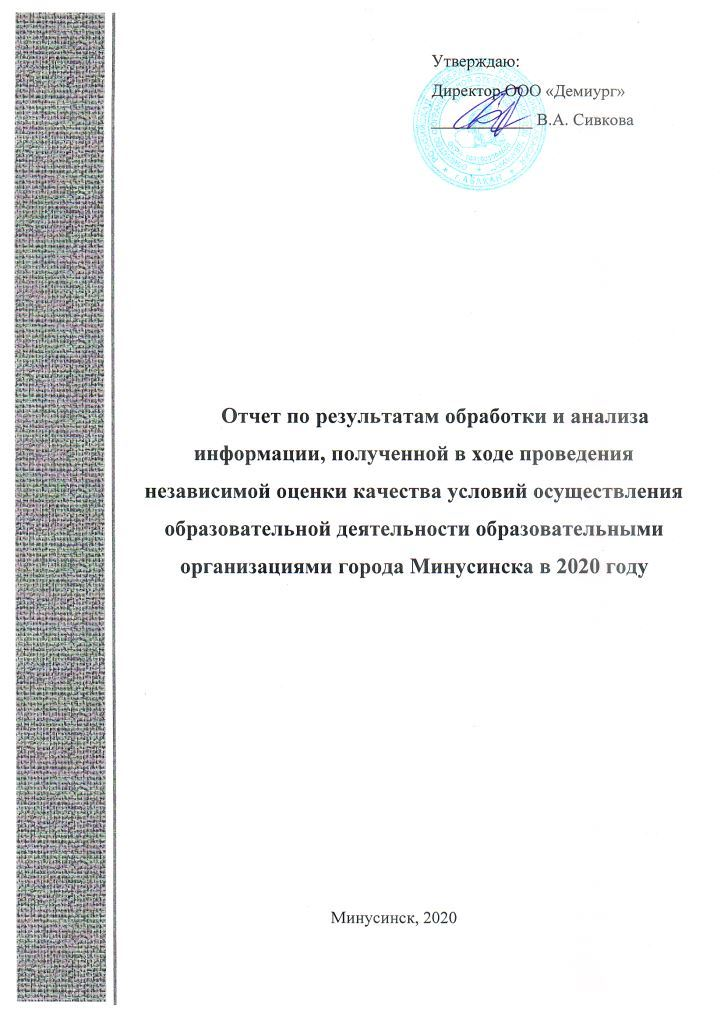 Утверждаю:
Директор ООО «Демиург»
В.А. Сивкова
Отчет по результатам обработки и анализа
информации, полученной в ходе проведения
независимой оценки качества условий осуществления
образовательной деятельности образовательными
организациями города Минусинска в 2020 году
Минусинск, 2020